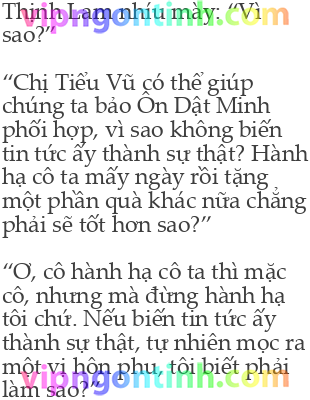 Thịnh Lam nhíu mày: “Vì
sao?”
“Chị Tiểu Vũ có thể giúp
chúng ta bảo Ôn Dật Minh
phối hợp, vì sao không biến
tin tức ấy thành sự thật? Hành
hạ cô ta mấy ngày rồi tặng
một phần quà khác nữa chẳng
phải sẽ tốt hơn sao?”
“Ơ, cô hành hạ cô ta thì mặc
cô, nhưng mà đừng hành hạ
tôi chứ. Nếu biến tin tức ấy
thành sự thật, tự nhiên mọc ra
một vị hôn phu, tôi biết phải
làm sao?”
vipngontinh.com
vipngontinh.com